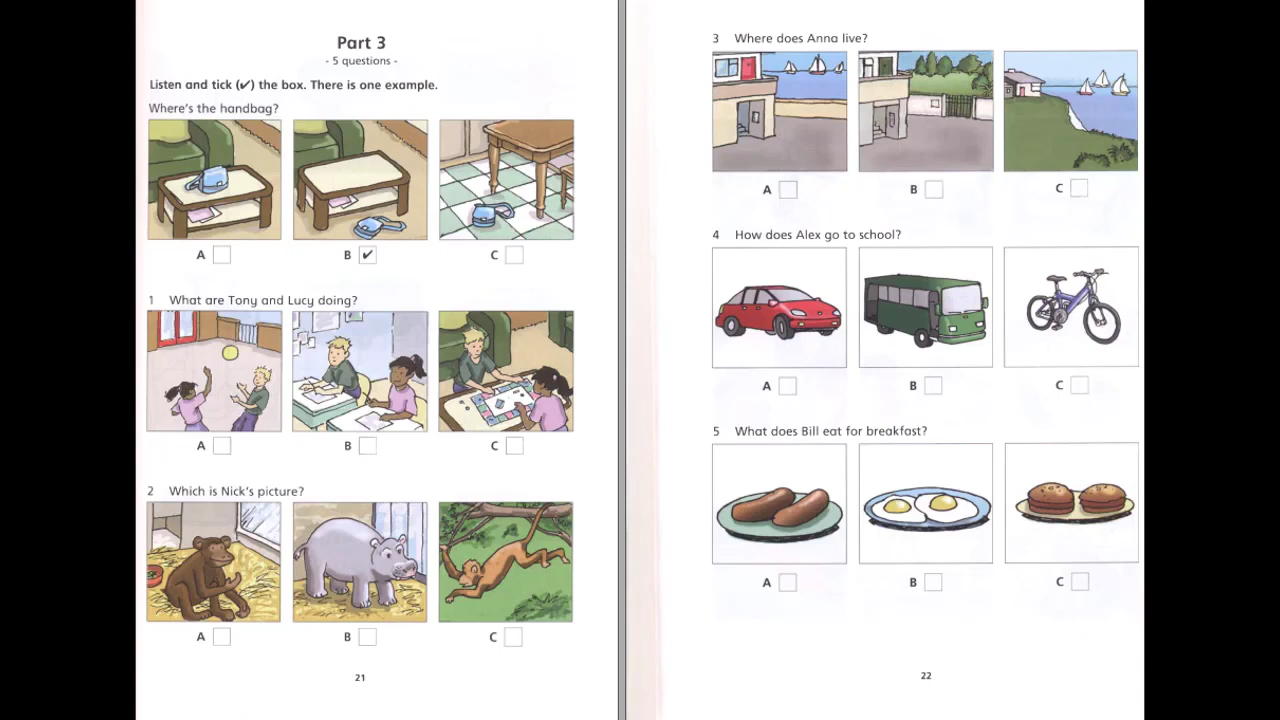 Part 3
- 5 questions -
Listen and tick (✔) the box. There is one example.
Where's the handbag?
A
B ✔
C
1 What are Tony and Lucy doing?
A
B
C
2 Which is Nick's picture?
A
B
C
21
3 Where does Anna live?
A
B
C
4 How does Alex go to school?
A
B
C
5 What does Bill eat for breakfast?
A
B
C
22